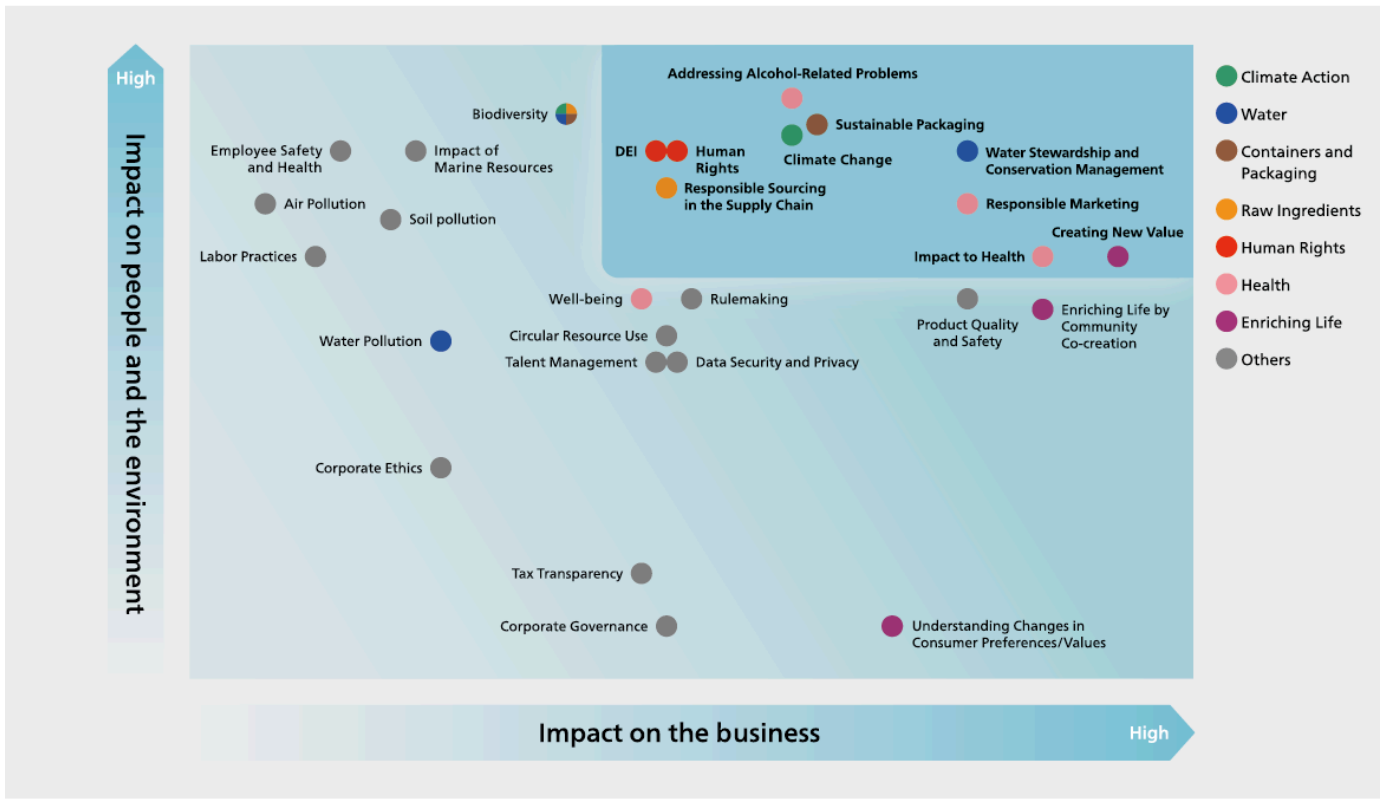 High
Impact on people and the environment
Addressing Alcohol-Related Problems
Biodiversity
Sustainable Packaging
Employee Safety
and Health
Impact of
Marine Resources
DEI
Human
Rights
Climate Change
Water Stewardship and
Conservation Management
Responsible Sourcing
in the Supply Chain
Air Pollution
Soil pollution
Responsible Marketing
Creating New Value
Labor Practices
Impact to Health
Well-being
Rulemaking
Product Quality
and Safety
Enriching Life by
Community
Co-creation
Circular Resource Use
Water Pollution
Talent Management
Data Security and Privacy
Corporate Ethics
Tax Transparency
Corporate Governance
Understanding Changes in
Consumer Preferences/Values
Impact on the business
High
Climate Action
Water
Containers and
Packaging
Raw Ingredients
Human Rights
Health
Enriching Life
Others